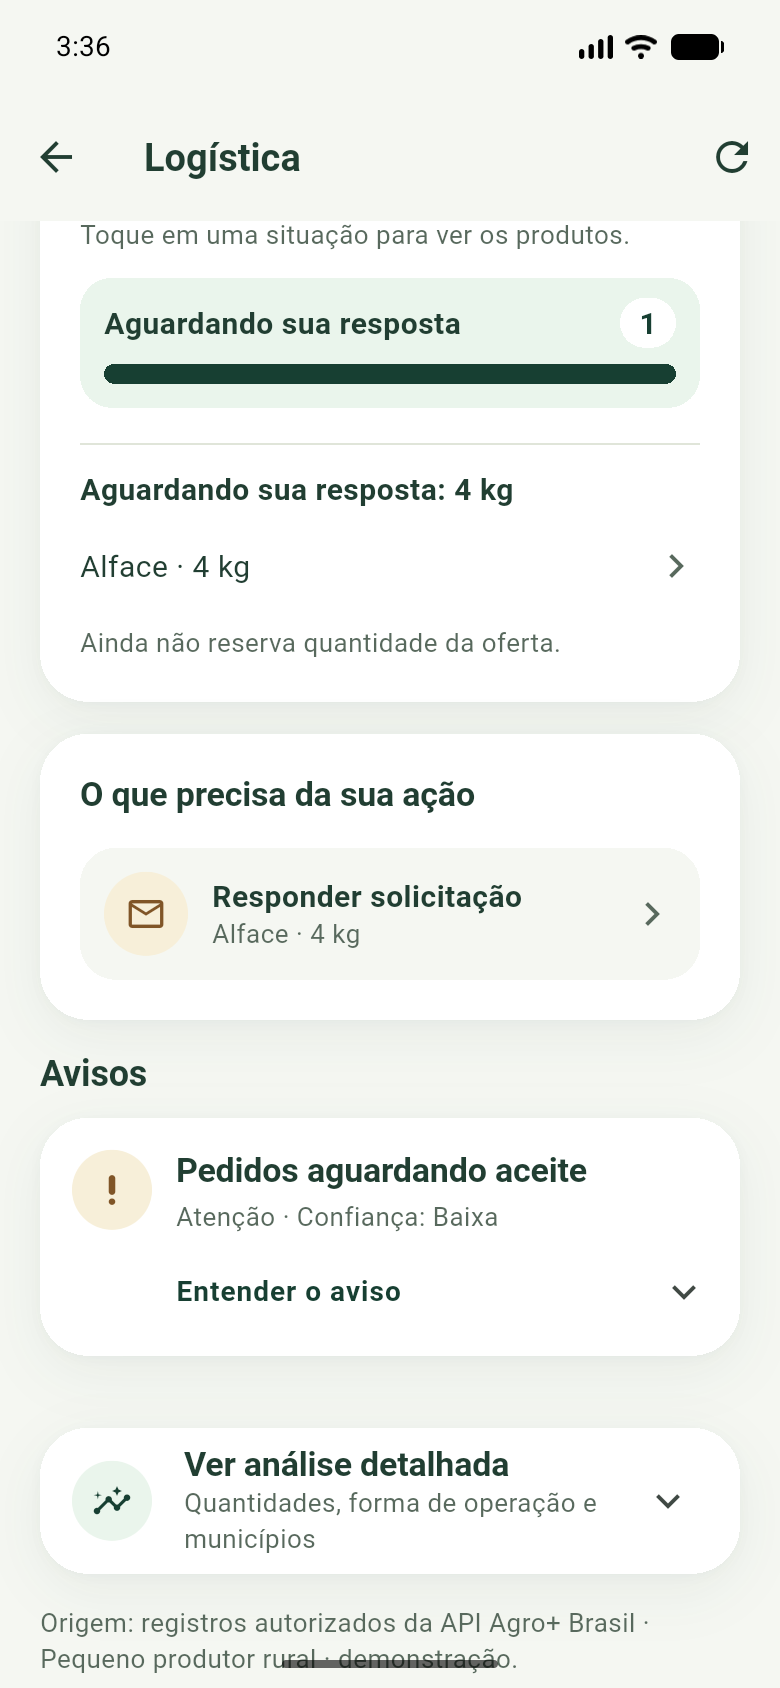 3:36
Logística
Toque em uma situação para ver os produtos.
Aguardando sua resposta
1
Aguardando sua resposta: 4 kg
Alface · 4 kg
Ainda não reserva quantidade da oferta.
O que precisa da sua ação
Responder solicitação
Alface · 4 kg
Avisos
Pedidos aguardando aceite
Atenção · Confiança: Baixa
Entender o aviso
Ver análise detalhada
Quantidades, forma de operação e
municípios
Origem: registros autorizados da API Agro+ Brasil ·
Pequeno produtor rural · demonstração.